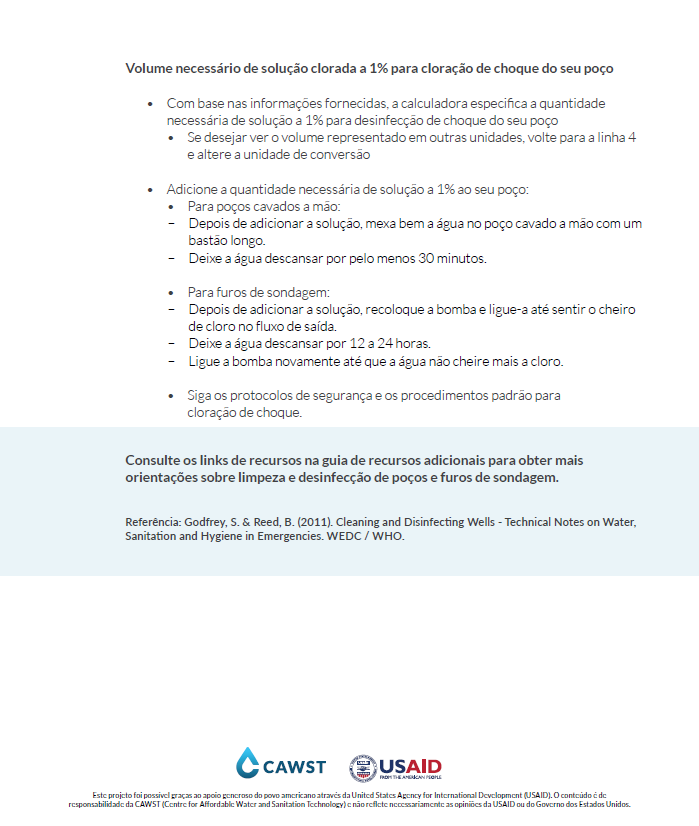 Volume necessário de solução clorada a 1% para cloração de choque do seu poço
• Com base nas informações fornecidas, a calculadora especifica a quantidade
necessária de solução a 1% para desinfecção de choque do seu poço
• Se desejar ver o volume representado em outras unidades, volte para a linha 4
e altere a unidade de conversão
• Adicione a quantidade necessária de solução a 1% ao seu poço:
• Para poços cavados a mão:
– Depois de adicionar a solução, mexa bem a água no poço cavado a mão com um
bastão longo.
– Deixe a água descansar por pelo menos 30 minutos.
• Para furos de sondagem:
– Depois de adicionar a solução, recoloque a bomba e ligue-a até sentir o cheiro
de cloro no fluxo de saída.
– Deixe a água descansar por 12 a 24 horas.
– Ligue a bomba novamente até que a água não cheire mais a cloro.
• Siga os protocolos de segurança e os procedimentos padrão para
cloração de choque.
Consulte os links de recursos na guia de recursos adicionais para obter mais
orientações sobre limpeza e desinfecção de poços e furos de sondagem.
Referência: Godfrey, S. & Reed, B. (2011). Cleaning and Disinfecting Wells - Technical Notes on Water,
Sanitation and Hygiene in Emergencies. WEDC / WHO.
CAWST
USAID
FROM THE AMERICAN PEOPLE
Este projeto foi possível graças ao apoio generoso do povo americano através da United States Agency for International Development (USAID). O conteúdo é de
responsabilidade da CAWST (Centre for Affordable Water and Sanitation Technology) e não reflete necessariamente as opiniões da USAID ou do Governo dos Estados Unidos.